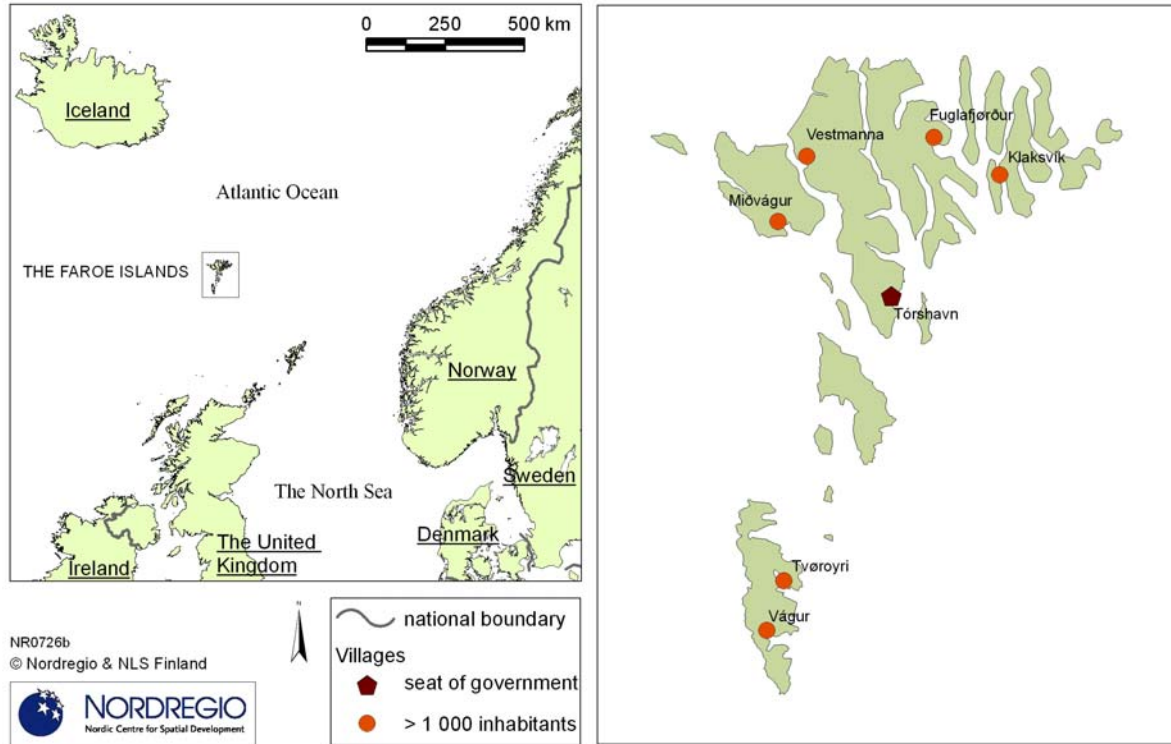 0 250 500 km
Iceland
Atlantic Ocean
THE FAROE ISLANDS
Norway
Sweden
The North Sea
Denmark
The United
Kingdom
Ireland
N
NR0726b
© Nordregio & NLS Finland
NORDREGIO
Nordic Centre for Spatial Development
national boundary
Villages
seat of government
> 1 000 inhabitants
Fuglafjørður
Vestmanna
Klaksvík
Miðvágur
Tórshavn
Tvøroyri
Vágur